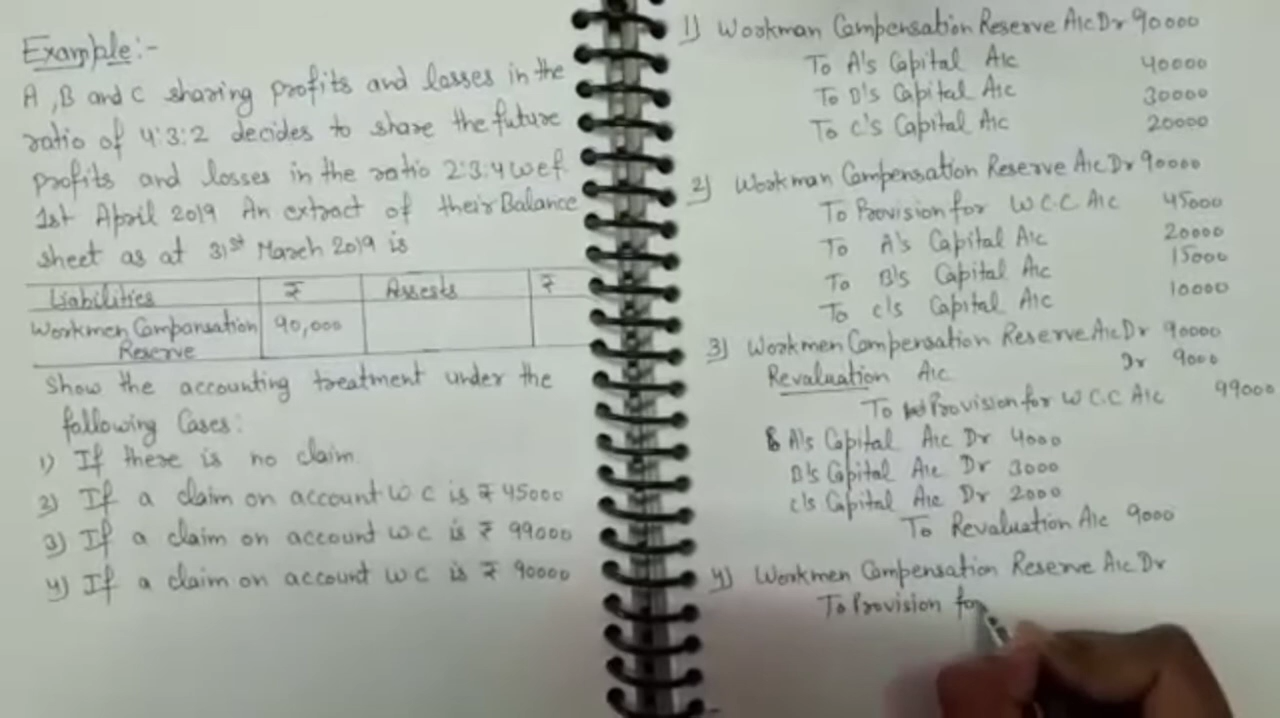 Example:-
A, B and C sharing profits and losses in the
ratio of 4:3:2 decides to share the future
profits and losses in the ratio 2:3:4 wef.
1st April 2019 An extract of their Balance
sheet as at 31st March 2019 is
Liabilities ₹ Assests ₹
Workmen Compansation 90,000
Reserve
Show the accounting treatment under the
following Cases:
1) If there is no claim
2) If a claim on account WC is ₹ 45000
3) If a claim on account WC is ₹ 99000
4) If a claim on account WC is ₹ 90000
1) Workman Compensation Reserve A/c Dr 90000
To A's Capital A/c 40000
To B's Capital A/c 30000
To C's Capital A/c 20000
2) Workman Compensation Reserve A/c Dr 90000
To Provision for W.C.C A/c 45000
To A's Capital A/c 20000
To B's Capital A/c 15000
To C's Capital A/c 10000
3) Workmen Compensation Reserve A/c Dr 90000
Revaluation A/c Dr 9000
To Provision for W C.C A/c 99000
A's Capital A/c Dr 4000
B's Capital A/c Dr 3000
C's Capital A/c Dr 2000
To Revaluation A/c 9000
4) Workmen Compensation Reserve A/c Dr
To Provision fo